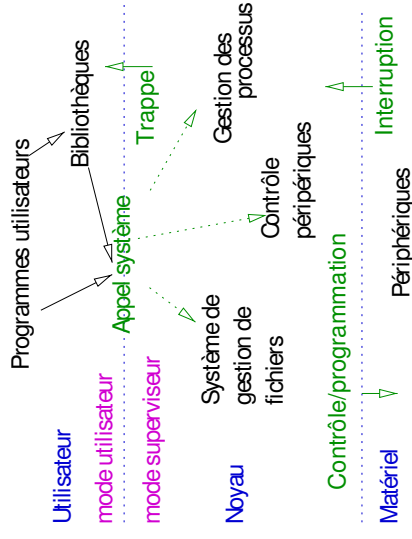 Programmes utilisateurs
Utilisateur
Bibliothèques
mode utilisateur
Appel système
Trappe
mode superviseur
Système de
gestion de
fichiers
Noyau
Contrôle
péripériques
Gestion des
processus
Contrôle/programmation
Interruption
Matériel
Périphériques